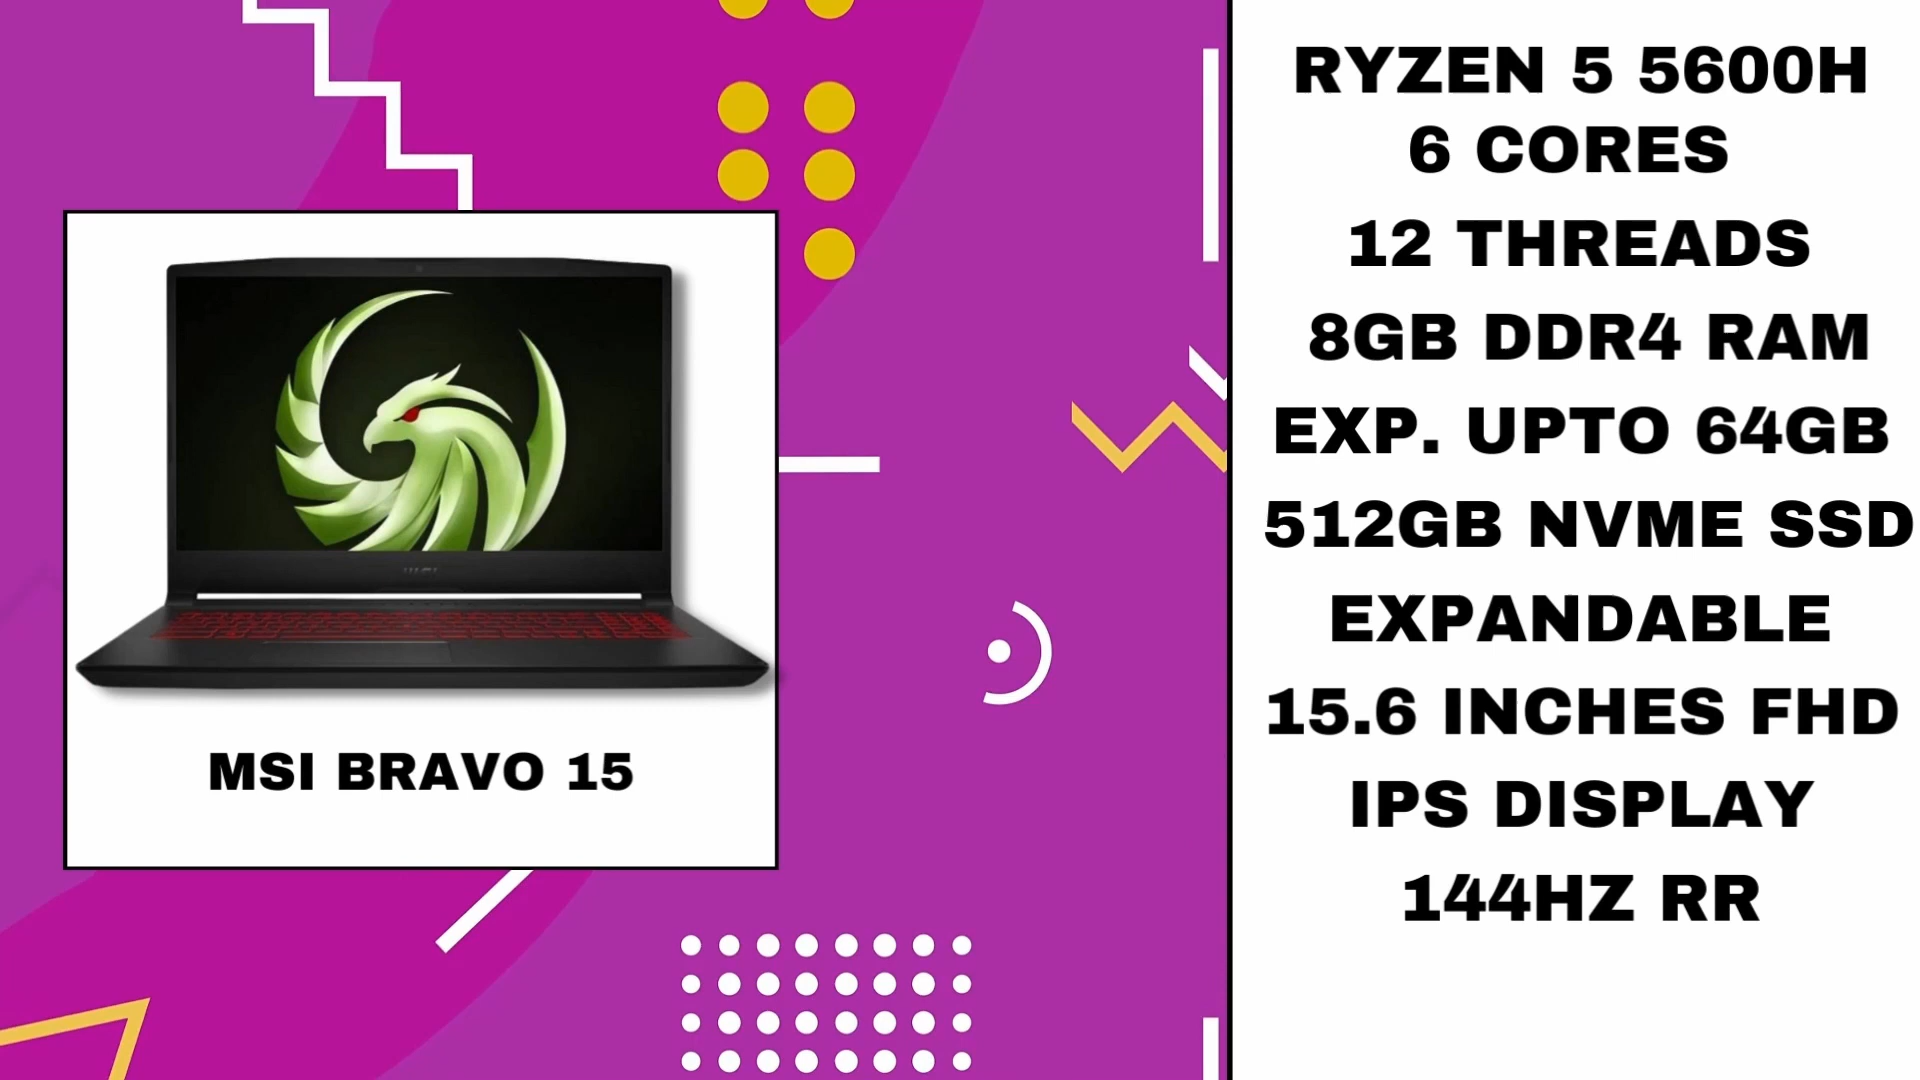 RYZEN 5 5600H
6 CORES
12 THREADS
8GB DDR4 RAM
EXP. UPTO 64GB
512GB NVME SSD
EXPANDABLE
15.6 INCHES FHD
IPS DISPLAY
144HZ RR
msi
MSI BRAVO 15